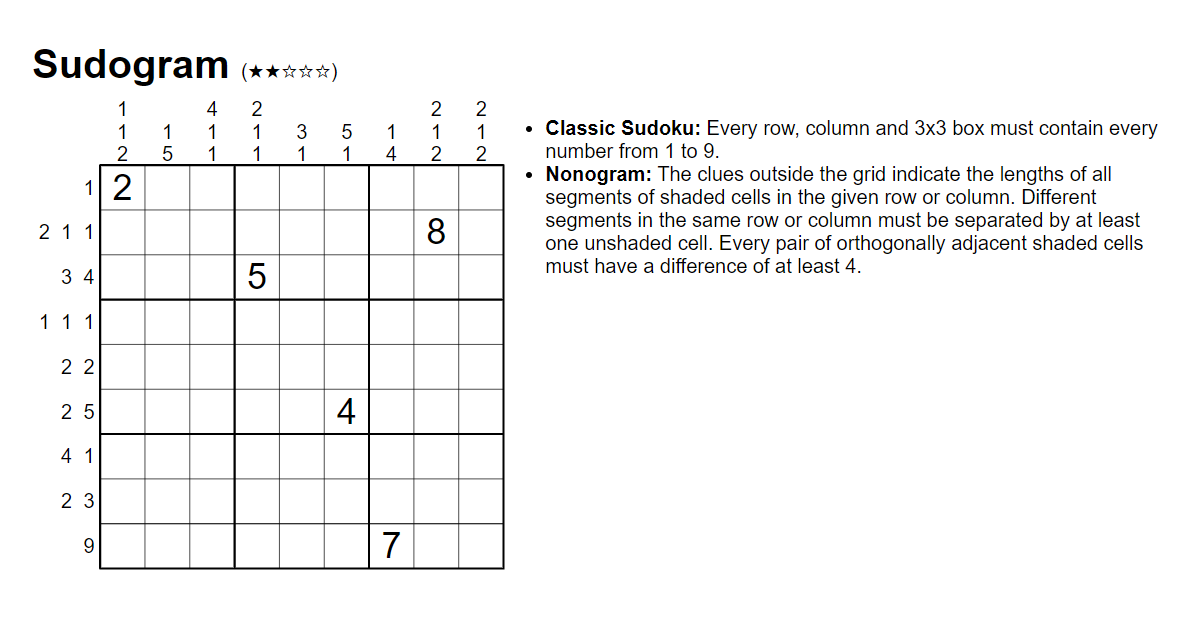 Sudogram (★★☆☆☆)
4 2 2 2
1
1 1 1 1 3 5 1 1 1
2 5 1 1 1 1 4 2 2
1 2
2 1 1 8
3 4 5
1 1 1
2 2
2 5 4
4 1
2 3
9 7
• Classic Sudoku: Every row, column and 3x3 box must contain every
number from 1 to 9.
• Nonogram: The clues outside the grid indicate the lengths of all
segments of shaded cells in the given row or column. Different
segments in the same row or column must be separated by at least
one unshaded cell. Every pair of orthogonally adjacent shaded cells
must have a difference of at least 4.